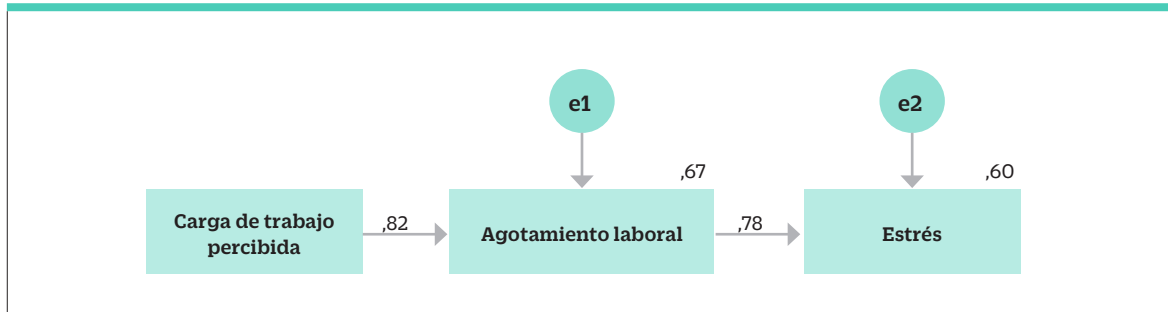 e1
e2
,67
,60
Carga de trabajo
percibida
,82
Agotamiento laboral
,78
Estrés